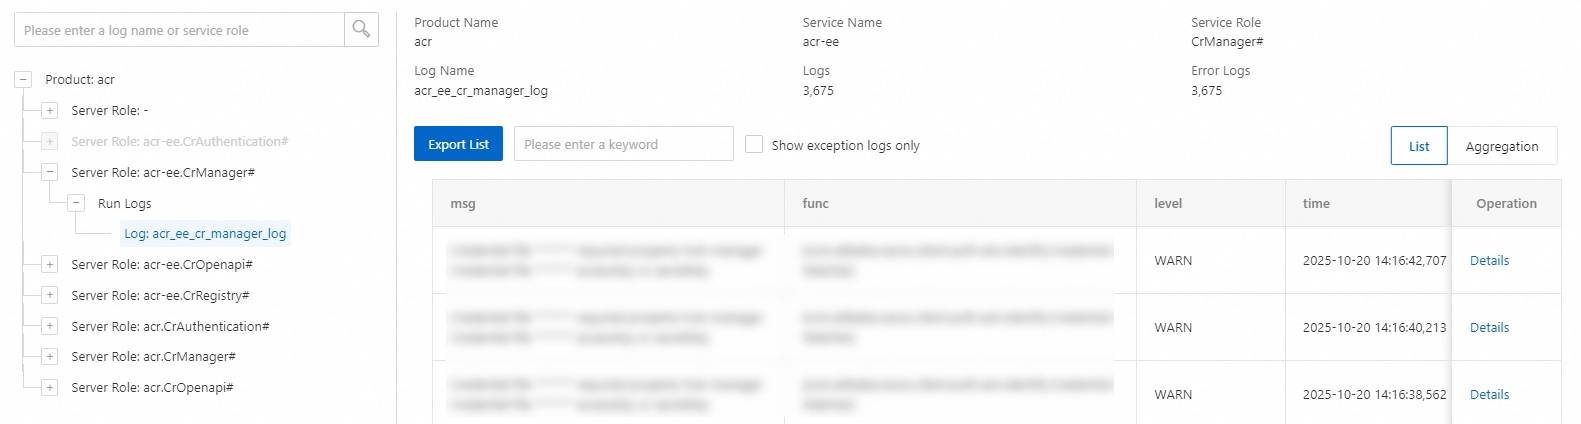 Please enter a log name or service role
Product: acr
Server Role: -
Server Role: acr-ee.CrAuthentication#
Server Role: acr-ee.CrManager#
Run Logs
Log: acr_ee_cr_manager_log
Server Role: acr-ee.CrOpenapi#
Server Role: acr-ee.CrRegistry#
Server Role: acr.CrAuthentication#
Server Role: acr.CrManager#
Server Role: acr.CrOpenapi#
Product Name
acr
Service Name
acr-ee
Service Role
CrManager#
Log Name
acr_ee_cr_manager_log
Logs
3,675
Error Logs
3,675
Export List
Please enter a keyword
Show exception logs only
List
Aggregation
msg func level time Operation
WARN 2025-10-20 14:16:42,707 Details
WARN 2025-10-20 14:16:40,213 Details
WARN 2025-10-20 14:16:38,562 Details